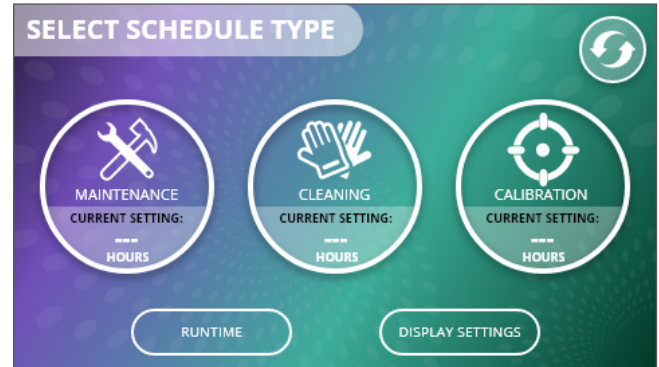 SELECT SCHEDULE TYPE
MAINTENANCE
CURRENT SETTING:
---
HOURS
CLEANING
CURRENT SETTING:
---
HOURS
CALIBRATION
CURRENT SETTING:
---
HOURS
RUNTIME
DISPLAY SETTINGS